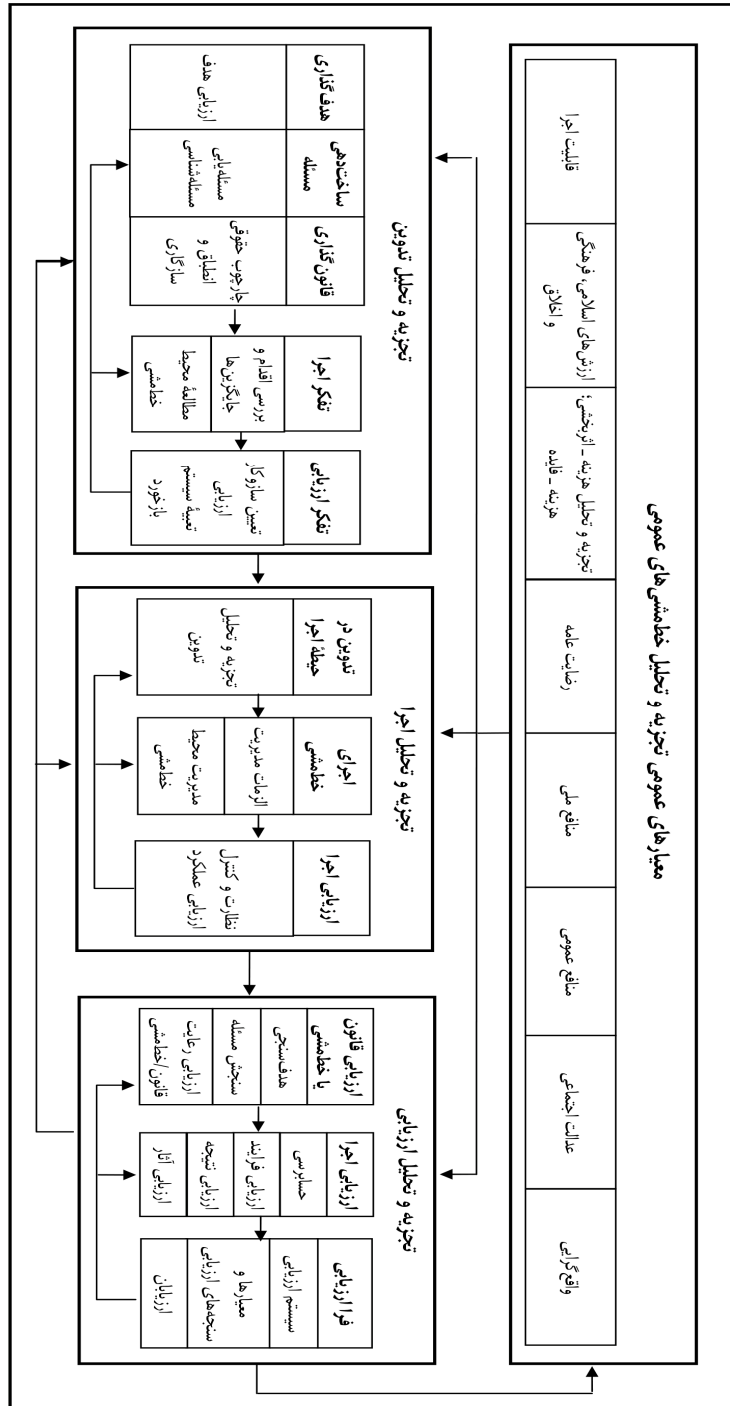 معیارهای عمومی تجزیه و تحلیل خط‌مشی‌های عمومی
قابلیت اجرا
ارزش‌های اسلامی، فرهنگی
و اخلاق
تجزیه و تحلیل هزینه ـ اثربخشی؛
هزینه ـ فایده
رضایت عامه
منافع ملی
منافع عمومی
عدالت اجتماعی
واقع‌گرایی
تجزیه و تحلیل تدوین
هدف‌گذاری
ارزیابی هدف
ساخت‌دهی
مسئله
مسئله‌یابی
مسئله‌شناسی
قانون‌گذاری
چارچوب حقوقی
انطباق و
سازگاری
تفکر اجرا
بررسی اقدام و
جایگزین‌ها
مطالعهٔ محیط
خط‌مشی
تفکر ارزیابی
تعیین سازوکار
ارزیابی
تعبیهٔ سیستم
بازخورد
تجزیه و تحلیل اجرا
تدوین در
حیطهٔ اجرا
تجزیه و تحلیل
تدوین
اجرای
خط‌مشی
الزمات مدیریت
مدیریت محیط
خط‌مشی
ارزیابی اجرا
نظارت و کنترل
ارزیابی عملکرد
تجزیه و تحلیل ارزیابی
ارزیابی قانون
یا خط‌مشی
هدف‌سنجی
سنجش مسئله
ارزیابی رعایت
قانون/خط‌مشی
ارزیابی اجرا
حسابرسی
ارزیابی فرایند
ارزیابی نتیجه
ارزیابی آثار
فرا ارزیابی
سیستم ارزیابی
معیارها و
سنجه‌های ارزیابی
ارزیابان